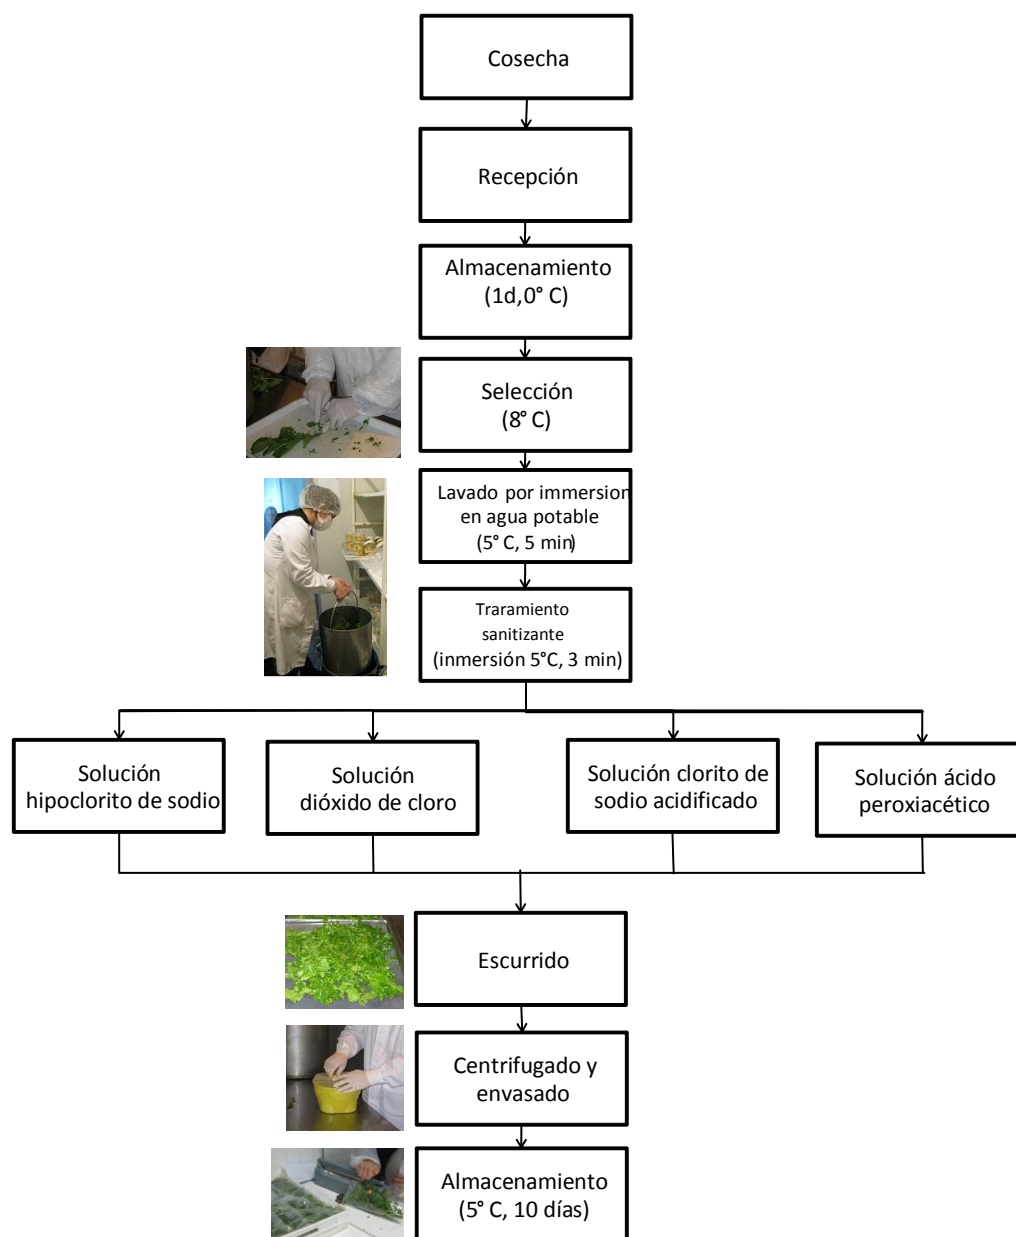 Cosecha
Recepción
Almacenamiento
(1d,0° C)
Selección
(8° C)
Lavado por immersion
en agua potable
(5° C, 5 min)
Traramiento
sanitizante
(inmersión 5°C, 3 min)
Solución
hipoclorito de sodio
Solución
dióxido de cloro
Solución clorito de
sodio acidificado
Solución ácido
peroxiacético
Escurrido
Centrifugado y
envasado
Almacenamiento
(5° C, 10 días)